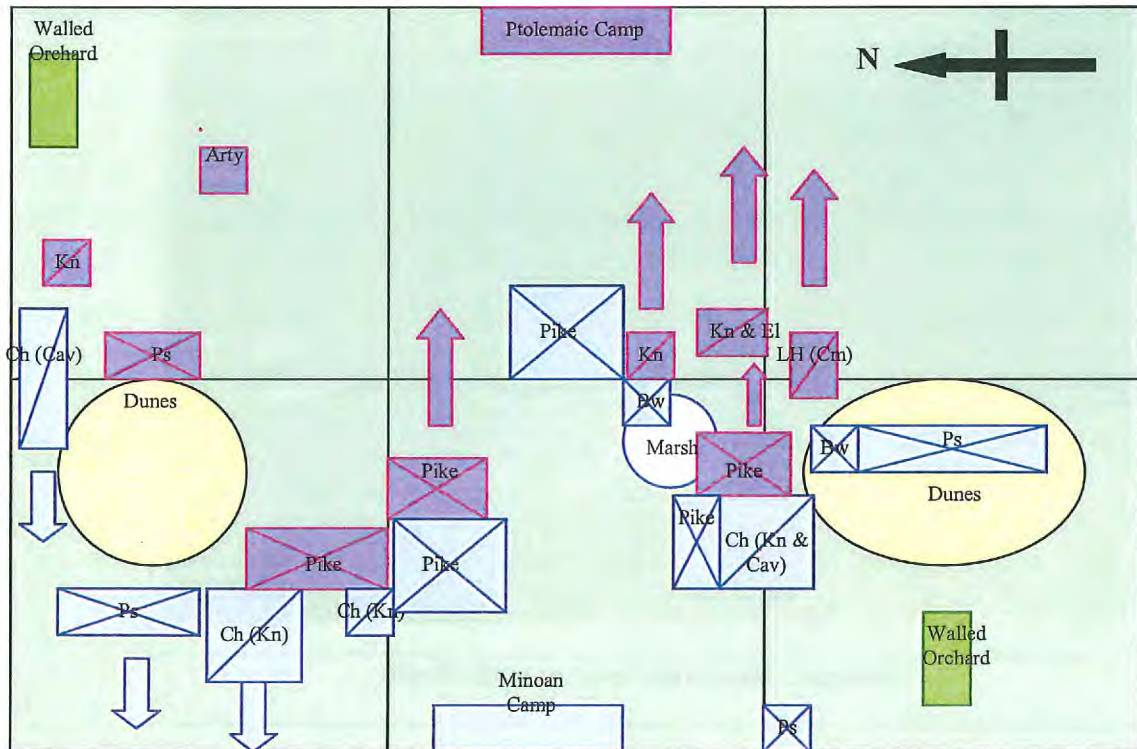 Walled
Orchard
Ptolemaic Camp
N
Arty
Kn
Ch (Cav)
Ps
Dunes
Pike
Kn
Kn & El
LH (Cm)
Bw
Marsh
Pike
Bw
Ps
Dunes
Pike
Pike
Pike
Pike
Ch (Kn &
Cav)
Ps
Ch (Kn)
Ch (Kn)
Walled
Orchard
Minoan
Camp
Ps